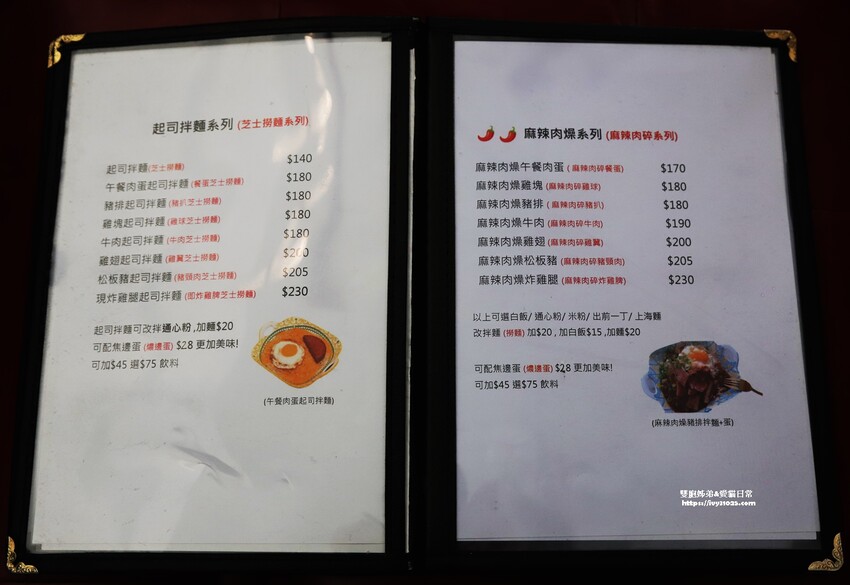 起司拌麵系列 (芝士撈麵系列)
起司拌麵(芝士撈麵) $140
午餐肉蛋起司拌麵 (餐蛋芝士撈麵) $180
豬排起司拌麵 (豬扒芝士撈麵) $180
雞塊起司拌麵 (雞球芝士撈麵) $180
牛肉起司拌麵 (牛肉芝士撈麵) $180
雞翅起司拌麵 (雞翼芝士撈麵) $200
松板豬起司拌麵 (豬頸肉芝士撈麵) $205
現炸雞腿起司拌麵 (即炸雞脾芝士撈麵) $230
起司拌麵可改拌通心粉 ,加麵$20
可配焦邊蛋 (燶邊蛋) $28 更加美味!
可加$45 選$75 飲料
(午餐肉蛋起司拌麵)
麻辣肉燥系列 (麻辣肉碎系列)
麻辣肉燥午餐肉蛋 ( 麻辣肉碎餐蛋) $170
麻辣肉燥雞塊 (麻辣肉碎雞球) $180
麻辣肉燥豬排 ( 麻辣肉碎豬扒) $180
麻辣肉燥牛肉 (麻辣肉碎牛肉) $190
麻辣肉燥雞翅 (麻辣肉碎雞翼) $200
麻辣肉燥松板豬 (麻辣肉碎豬頸肉) $205
麻辣肉燥炸雞腿 (麻辣肉碎炸雞脾) $230
以上可選白飯/ 通心粉/ 米粉/ 出前一丁/ 上海麵
改拌麵 (撈麵) 加$20 , 加白飯$15 ,加麵$20
可配焦邊蛋 (燶邊蛋) $28 更加美味!
可加$45 選$75 飲料
(麻辣肉燥豬排拌麵+蛋)
雙胞姊弟&愛貓日常
https://ivy31025.com